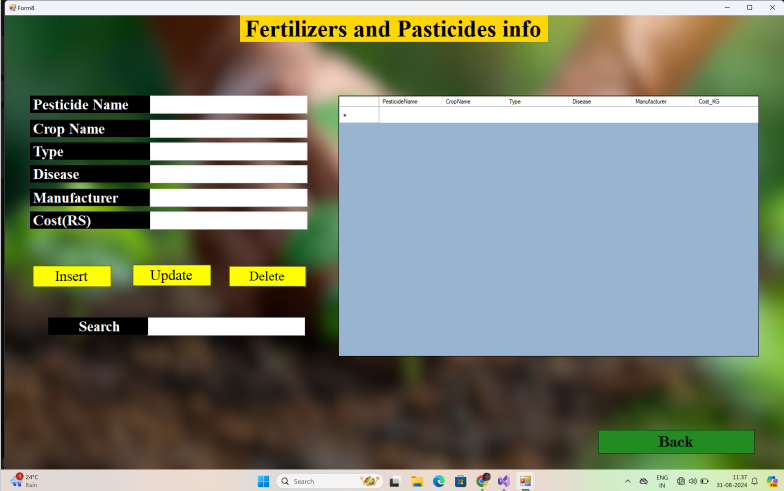 Form8
Fertilizers and Pasticides info
Pesticide Name
Crop Name
Type
Disease
Manufacturer
Cost(RS)
PesticideName CropName Type Disease Manufacturer Cost_KG
*
Insert Update Delete
Search
Back
1
24°C
Rain
Search
ENG
IN
11:37
31-08-2024